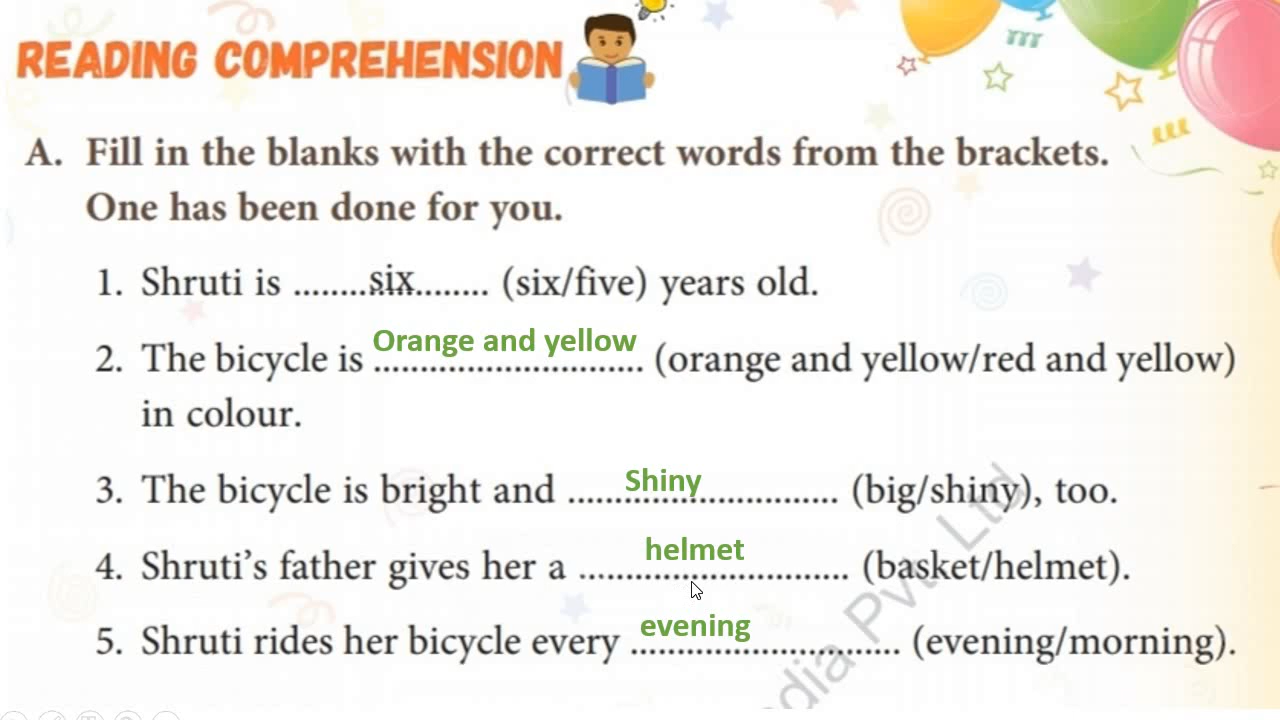 READING COMPREHENSION
A. Fill in the blanks with the correct words from the brackets.
One has been done for you.
1. Shruti is ........six........ (six/five) years old.
2. The bicycle is Orange and yellow (orange and yellow/red and yellow)
in colour.
3. The bicycle is bright and Shiny (big/shiny), too.
4. Shruti’s father gives her a helmet (basket/helmet).
5. Shruti rides her bicycle every evening (evening/morning).
dia Pvt. Ltd